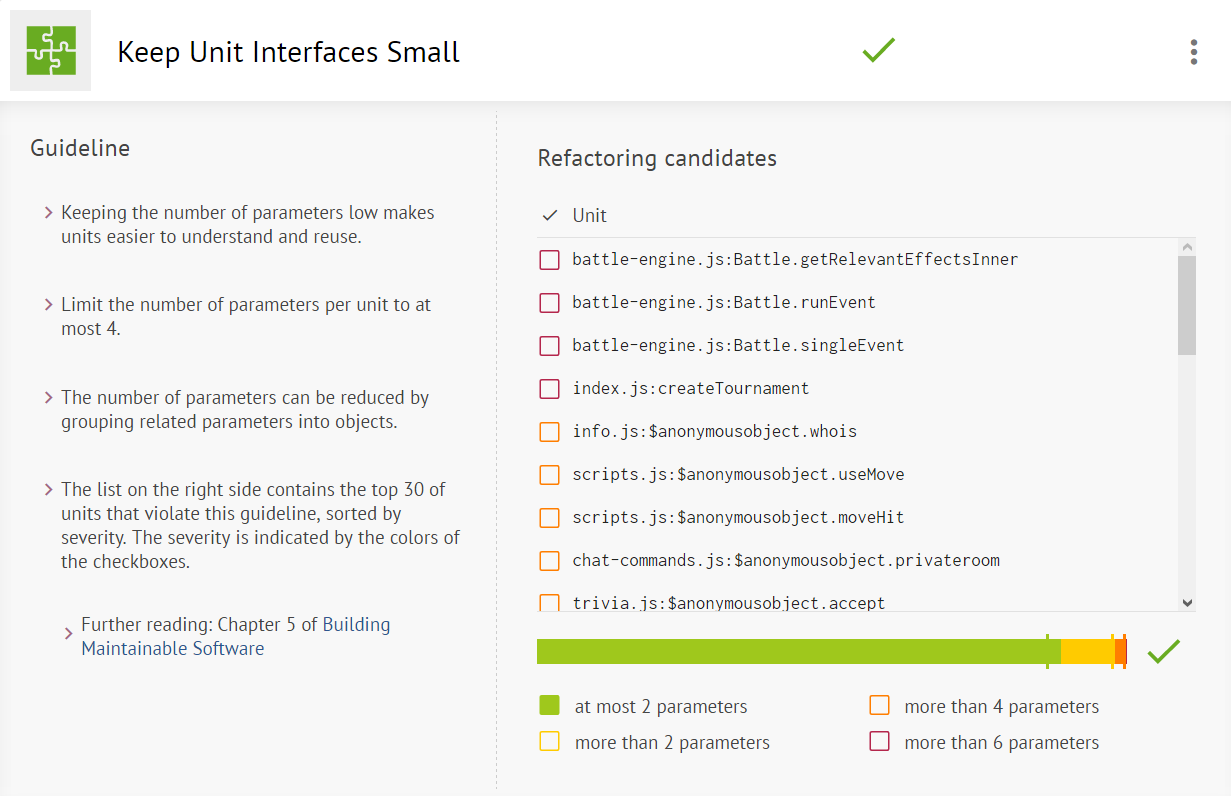 Keep Unit Interfaces Small
Guideline
Keeping the number of parameters low makes
units easier to understand and reuse.
Limit the number of parameters per unit to at
most 4.
The number of parameters can be reduced by
grouping related parameters into objects.
The list on the right side contains the top 30 of
units that violate this guideline, sorted by
severity. The severity is indicated by the colors of
the checkboxes.
Further reading: Chapter 5 of Building
Maintainable Software
Refactoring candidates
Unit
battle-engine.js:Battle.getRelevantEffectsInner
battle-engine.js:Battle.runEvent
battle-engine.js:Battle.singleEvent
index.js:createTournament
info.js:$anonymousobject.whois
scripts.js:$anonymousobject.useMove
scripts.js:$anonymousobject.moveHit
chat-commands.js:$anonymousobject.privateroom
trivia.js:$anonymousobject.accept
at most 2 parameters
more than 4 parameters
more than 2 parameters
more than 6 parameters